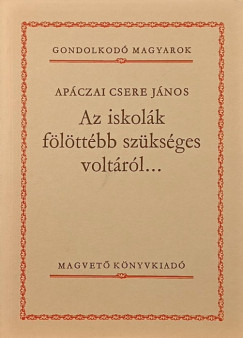 GONDOLKODÓ MAGYAROK
APÁCZAI CSERE JÁNOS
Az iskolák
fölöttébb szükséges
voltáról...
MAGVETŐ KÖNYVKIADÓ